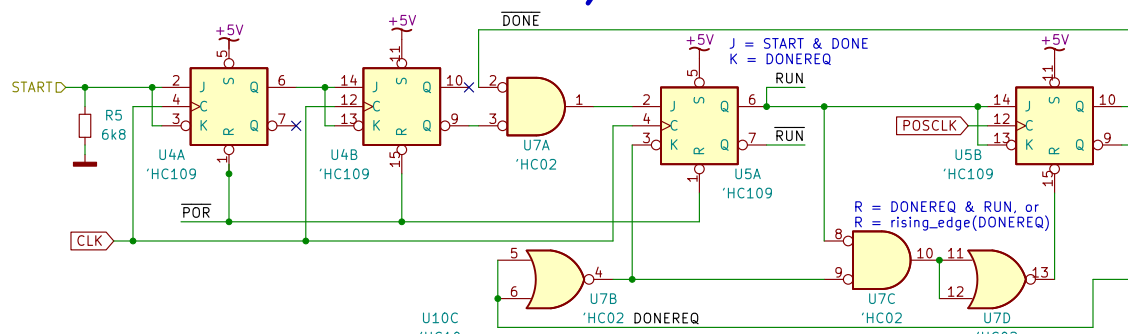 DONE
+5V
+5V
+5V
+5V
J = START & DONE
K = DONEREQ
RUN
START
2
J
S
5
Q
6
4
C
3
K
R
Q
7
1
R5
6k8
U4A
'HC109
14
J
S
11
Q
10
12
C
13
K
R
Q
9
15
U4B
'HC109
2
3
1
U7A
'HC02
2
J
S
5
Q
6
4
C
3
K
R
Q
7
1
RUN
U5A
'HC109
POSCLK
14
J
S
11
Q
10
12
C
13
K
R
Q
9
15
U5B
'HC109
POR
CLK
R = DONEREQ & RUN, or
R = rising_edge(DONEREQ)
5
6
4
U7B
'HC02
DONEREQ
8
9
10
U7C
'HC02
11
12
13
U7D
U10C